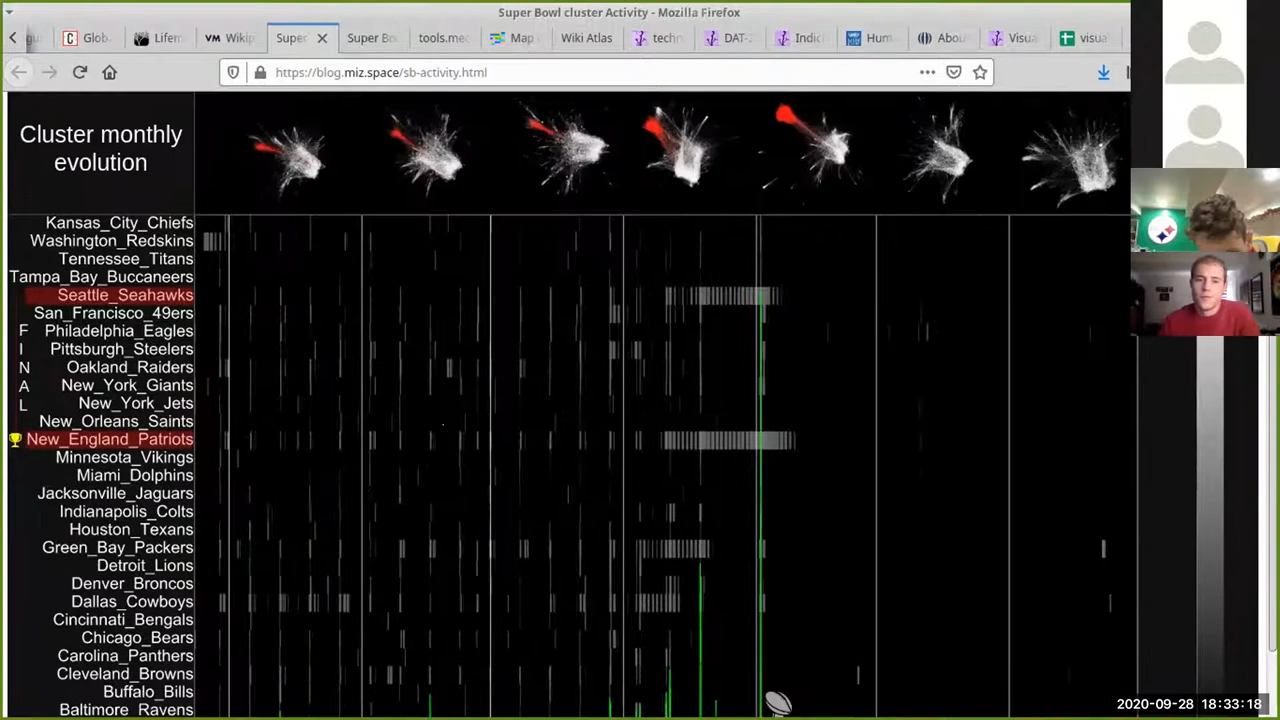 Super Bowl cluster Activity - Mozilla Firefox
Glob
Lifem
VM Wikip
Super
Super Bo
tools.mec
Map
Wiki Atlas
techn
DAT-
Indic
Hum
Abou
Visua
visua
https://blog.miz.space/sb-activity.html
Cluster monthly
evolution
Kansas_City_Chiefs
Washington_Redskins
Tennessee_Titans
Tampa_Bay_Buccaneers
Seattle_Seahawks
San_Francisco_49ers
F Philadelphia_Eagles
I Pittsburgh_Steelers
N Oakland_Raiders
A New_York_Giants
L New_York_Jets
New_Orleans_Saints
New_England_Patriots
Minnesota_Vikings
Miami_Dolphins
Jacksonville_Jaguars
Indianapolis_Colts
Houston_Texans
Green_Bay_Packers
Detroit_Lions
Denver_Broncos
Dallas_Cowboys
Cincinnati_Bengals
Chicago_Bears
Carolina_Panthers
Cleveland_Browns
Buffalo_Bills
Baltimore_Ravens
2020-09-28 18:33:18